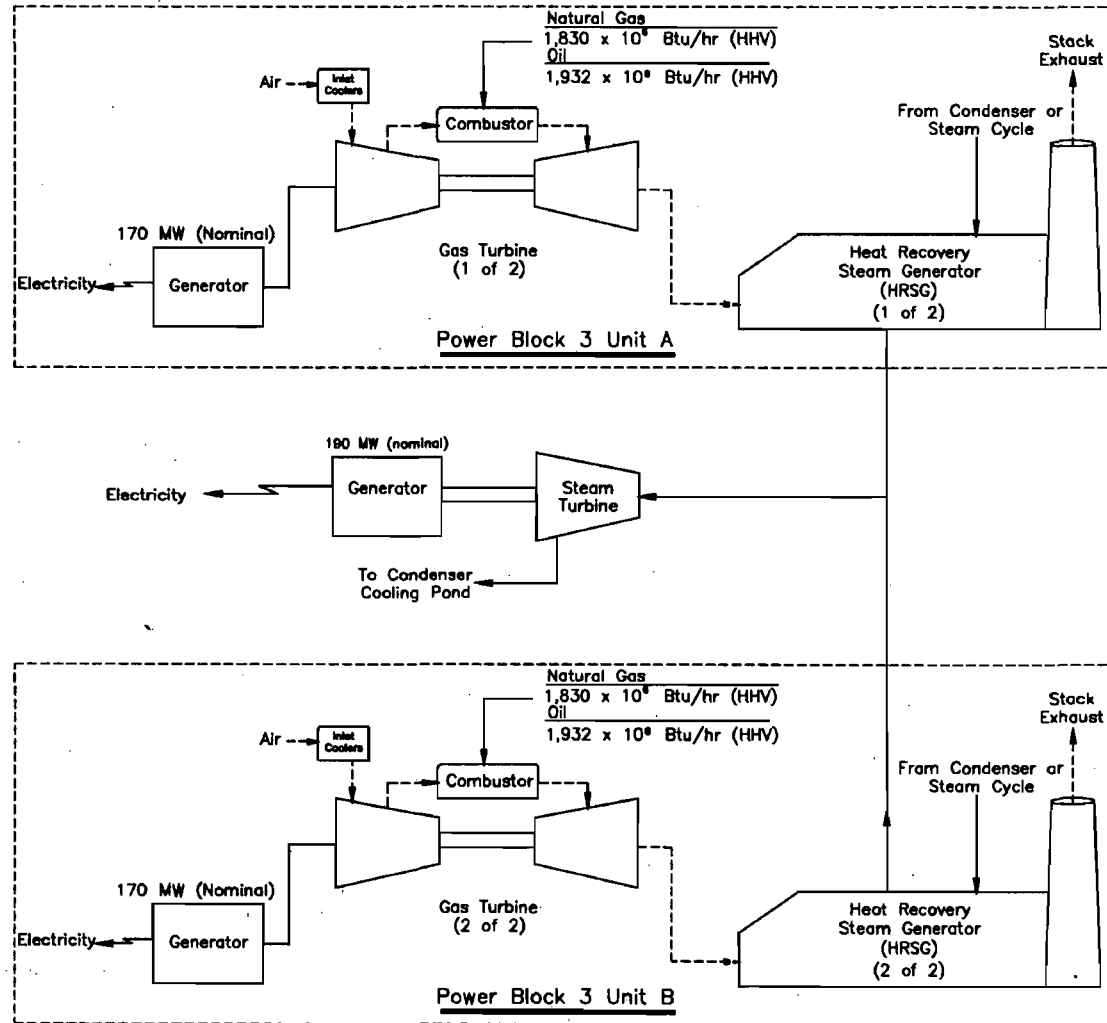 Natural Gas
1,830 x 10⁶ Btu/hr (HHV)
Oil
1,932 x 10⁶ Btu/hr (HHV)
Stack
Exhaust
Air
Inlet
Coolers
Combustor
From Condenser or
Steam Cycle
170 MW (Nominal)
Electricity
Generator
Gas Turbine
(1 of 2)
Heat Recovery
Steam Generator
(HRSG)
(1 of 2)
Power Block 3 Unit A
190 MW (nominal)
Electricity
Generator
Steam
Turbine
To Condenser
Cooling Pond
Natural Gas
1,830 x 10⁶ Btu/hr (HHV)
Oil
1,932 x 10⁶ Btu/hr (HHV)
Stack
Exhaust
Air
Inlet
Coolers
Combustor
From Condenser or
Steam Cycle
170 MW (Nominal)
Electricity
Generator
Gas Turbine
(2 of 2)
Heat Recovery
Steam Generator
(HRSG)
(2 of 2)
Power Block 3 Unit B